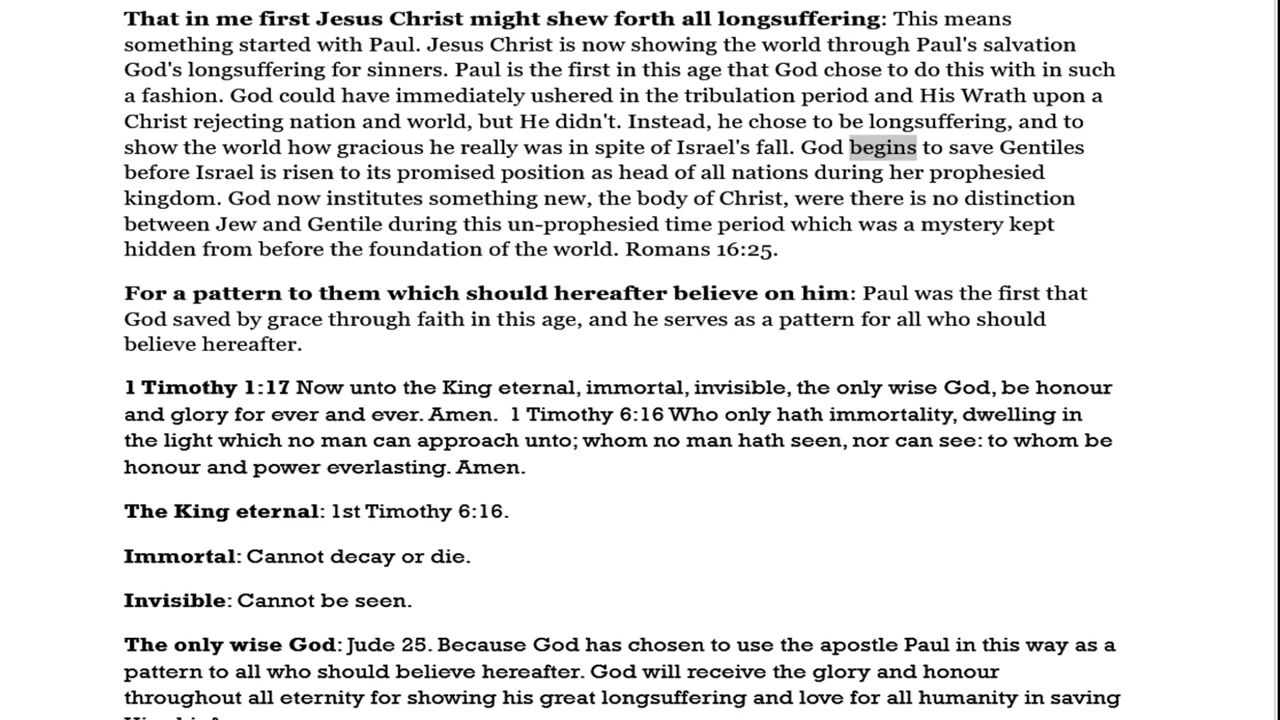 That in me first Jesus Christ might shew forth all longsuffering: This means
something started with Paul. Jesus Christ is now showing the world through Paul's salvation
God's longsuffering for sinners. Paul is the first in this age that God chose to do this with in such
a fashion. God could have immediately ushered in the tribulation period and His Wrath upon a
Christ rejecting nation and world, but He didn't. Instead, he chose to be longsuffering, and to
show the world how gracious he really was in spite of Israel's fall. God begins to save Gentiles
before Israel is risen to its promised position as head of all nations during her prophesied
kingdom. God now institutes something new, the body of Christ, were there is no distinction
between Jew and Gentile during this un-prophesied time period which was a mystery kept
hidden from before the foundation of the world. Romans 16:25.
For a pattern to them which should hereafter believe on him: Paul was the first that
God saved by grace through faith in this age, and he serves as a pattern for all who should
believe hereafter.
1 Timothy 1:17 Now unto the King eternal, immortal, invisible, the only wise God, be honour
and glory for ever and ever. Amen. 1 Timothy 6:16 Who only hath immortality, dwelling in
the light which no man can approach unto; whom no man hath seen, nor can see: to whom be
honour and power everlasting. Amen.
The King eternal: 1st Timothy 6:16.
Immortal: Cannot decay or die.
Invisible: Cannot be seen.
The only wise God: Jude 25. Because God has chosen to use the apostle Paul in this way as a
pattern to all who should believe hereafter. God will receive the glory and honour
throughout all eternity for showing his great longsuffering and love for all humanity in saving